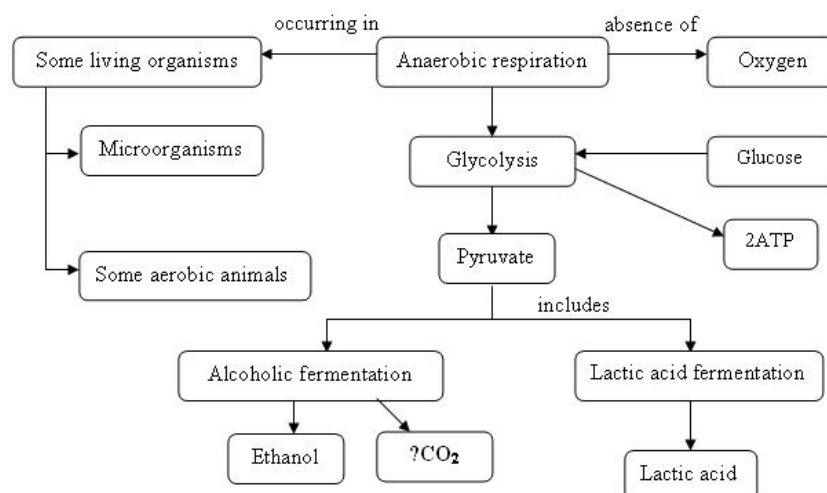 occurring in
absence of
Some living organisms
Anaerobic respiration
Oxygen
Microorganisms
Glycolysis
Glucose
2ATP
Pyruvate
Some aerobic animals
includes
Alcoholic fermentation
Lactic acid fermentation
Ethanol
?CO₂
Lactic acid